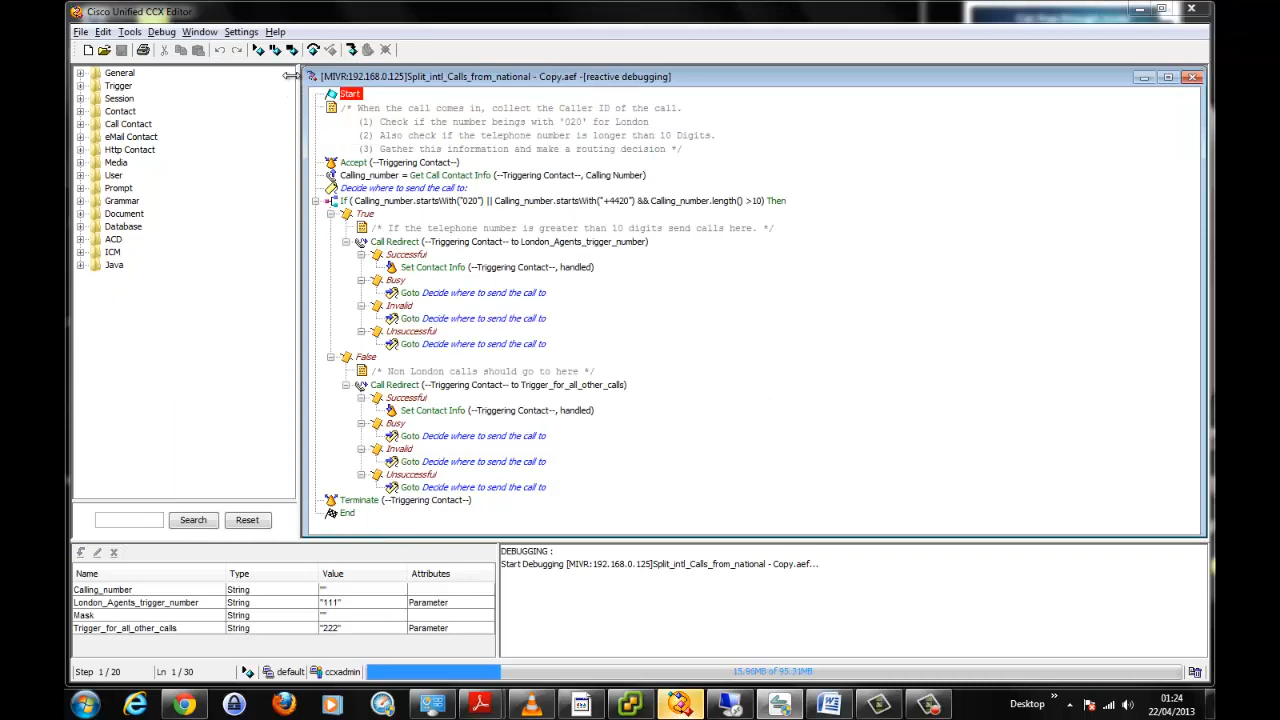 Cisco Unified CCX Editor
File Edit Tools Debug Window Settings Help
General
Trigger
Session
Contact
Call Contact
eMail Contact
Http Contact
Media
User
Prompt
Grammar
Document
Database
ACD
ICM
Java
Search Reset
[MIVR:192.168.0.125]Split_intl_Calls_from_national - Copy.aef -[reactive debugging]
Start
/* When the call comes in, collect the Caller ID of the call.
(1) Check if the number beings with '020' for London
(2) Also check if the telephone number is longer than 10 Digits.
(3) Gather this information and make a routing decision */
Accept (--Triggering Contact--)
Calling_number = Get Call Contact Info (--Triggering Contact--, Calling Number)
Decide where to send the call to:
If ( Calling_number.startsWith("020") || Calling_number.startsWith("+4420") && Calling_number.length() >10) Then
True
/* If the telephone number is greater than 10 digits send calls here. */
Call Redirect (--Triggering Contact-- to London_Agents_trigger_number)
Successful
Set Contact Info (--Triggering Contact--, handled)
Busy
Goto Decide where to send the call to
Invalid
Goto Decide where to send the call to
Unsuccessful
Goto Decide where to send the call to
False
/* Non London calls should go to here */
Call Redirect (--Triggering Contact-- to Trigger_for_all_other_calls)
Successful
Set Contact Info (--Triggering Contact--, handled)
Busy
Goto Decide where to send the call to
Invalid
Goto Decide where to send the call to
Unsuccessful
Goto Decide where to send the call to
Terminate (--Triggering Contact--)
End
Name Type Value Attributes
Calling_number String ""
London_Agents_trigger_number String "111" Parameter
Mask String ""
Trigger_for_all_other_calls String "222" Parameter
DEBUGGING :
Start Debugging [MIVR:192.168.0.125]Split_intl_Calls_from_national - Copy.aef...
Step 1 / 20 Ln 1 / 30 default ccxadmin 15.96MB of 95.31MB
Desktop
01:24
22/04/2013